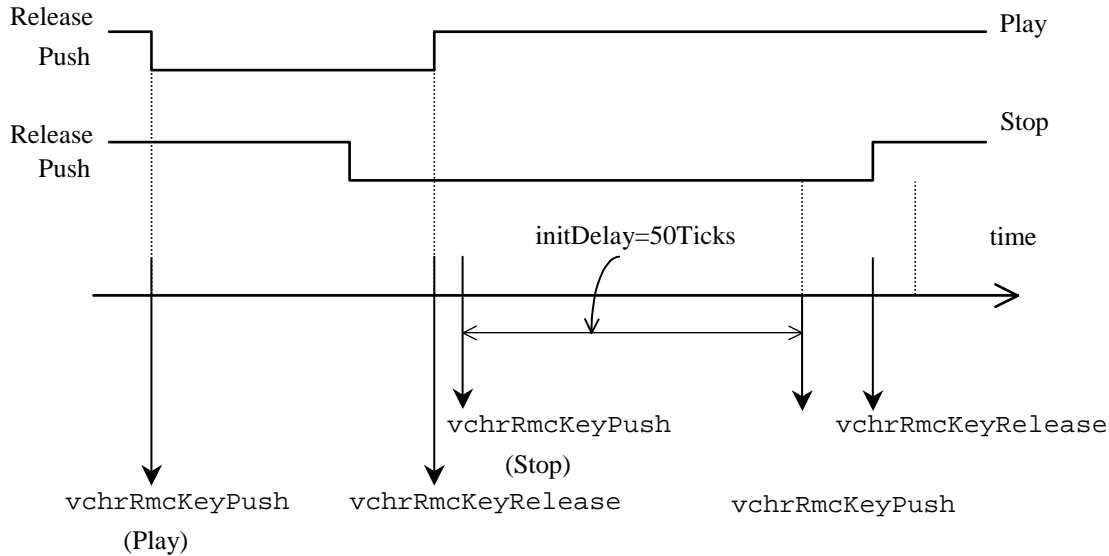 Release
Play
Push
Release
Stop
Push
initDelay=50Ticks
time
vchrRmcKeyPush
vchrRmcKeyRelease
(Stop)
vchrRmcKeyPush
vchrRmcKeyRelease
vchrRmcKeyPush
(Play)